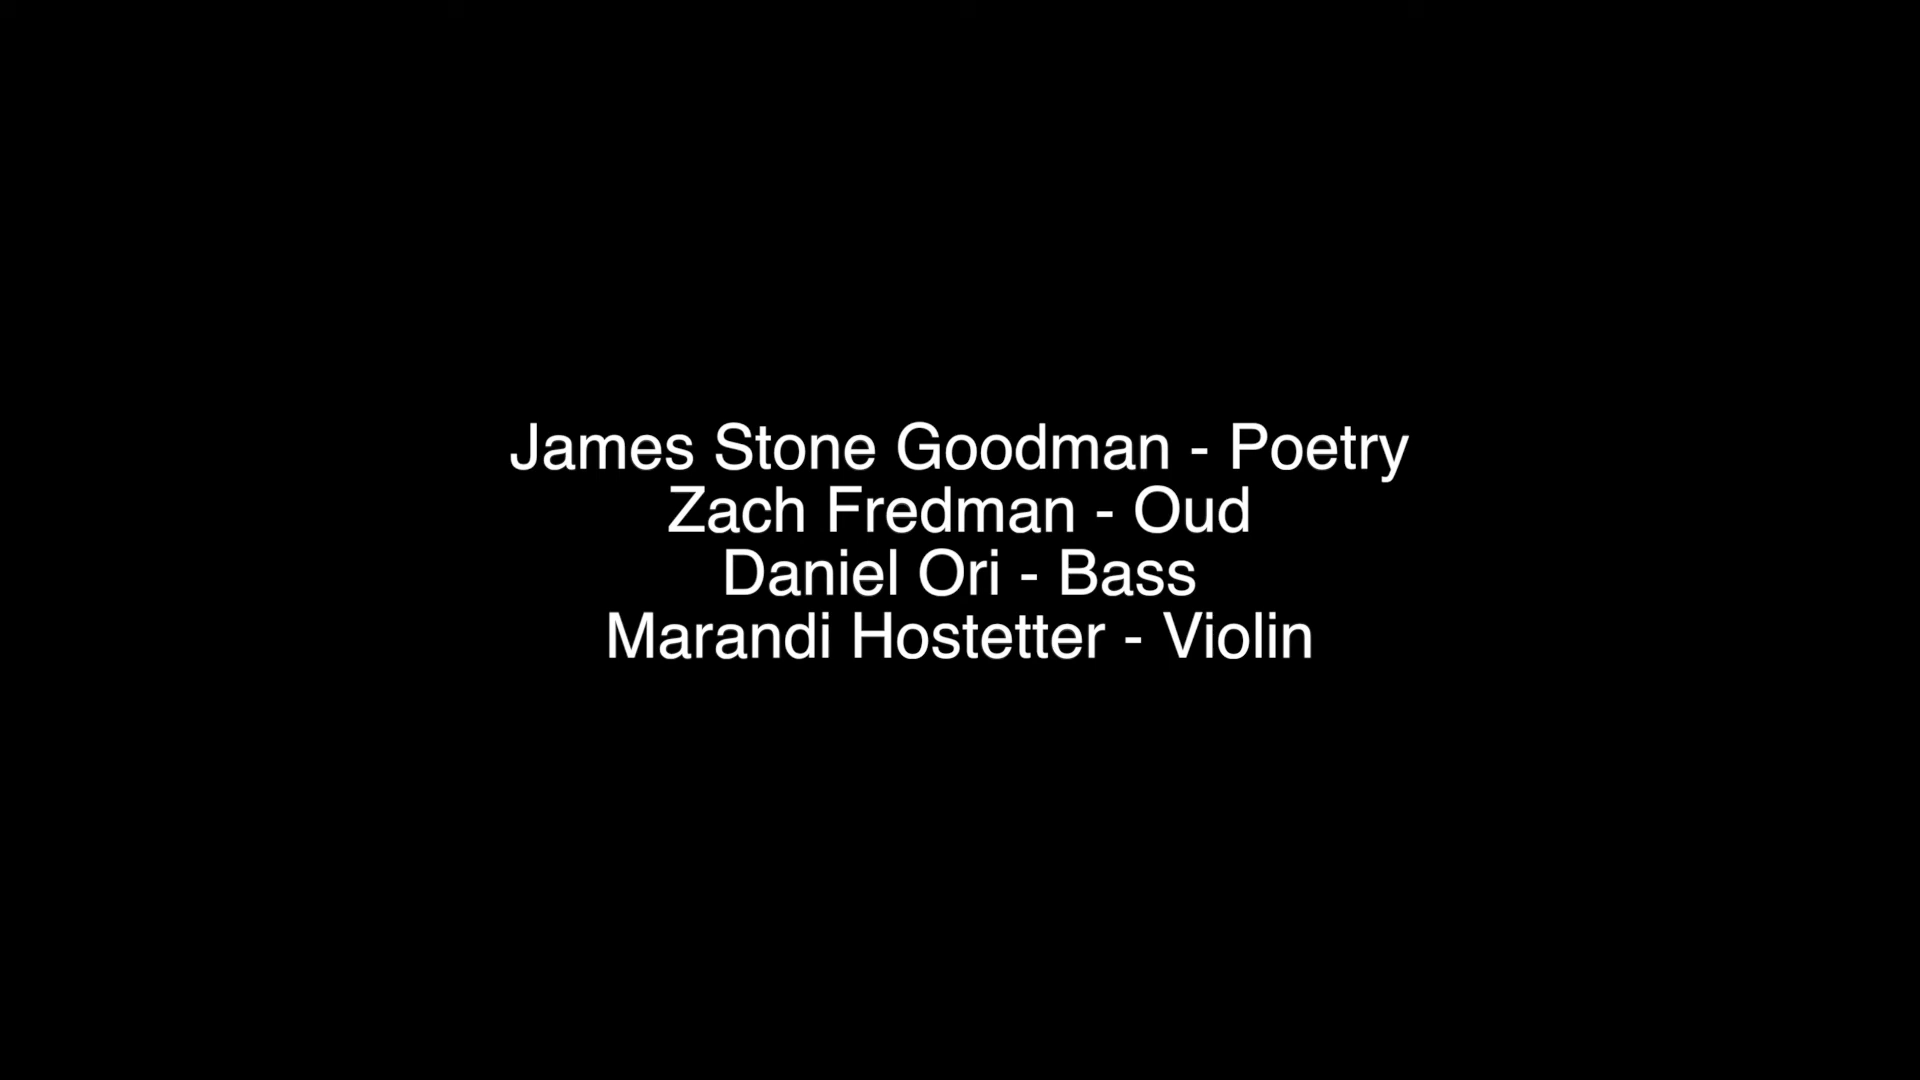 James Stone Goodman - Poetry
Zach Fredman - Oud
Daniel Ori - Bass
Marandi Hostetter - Violin